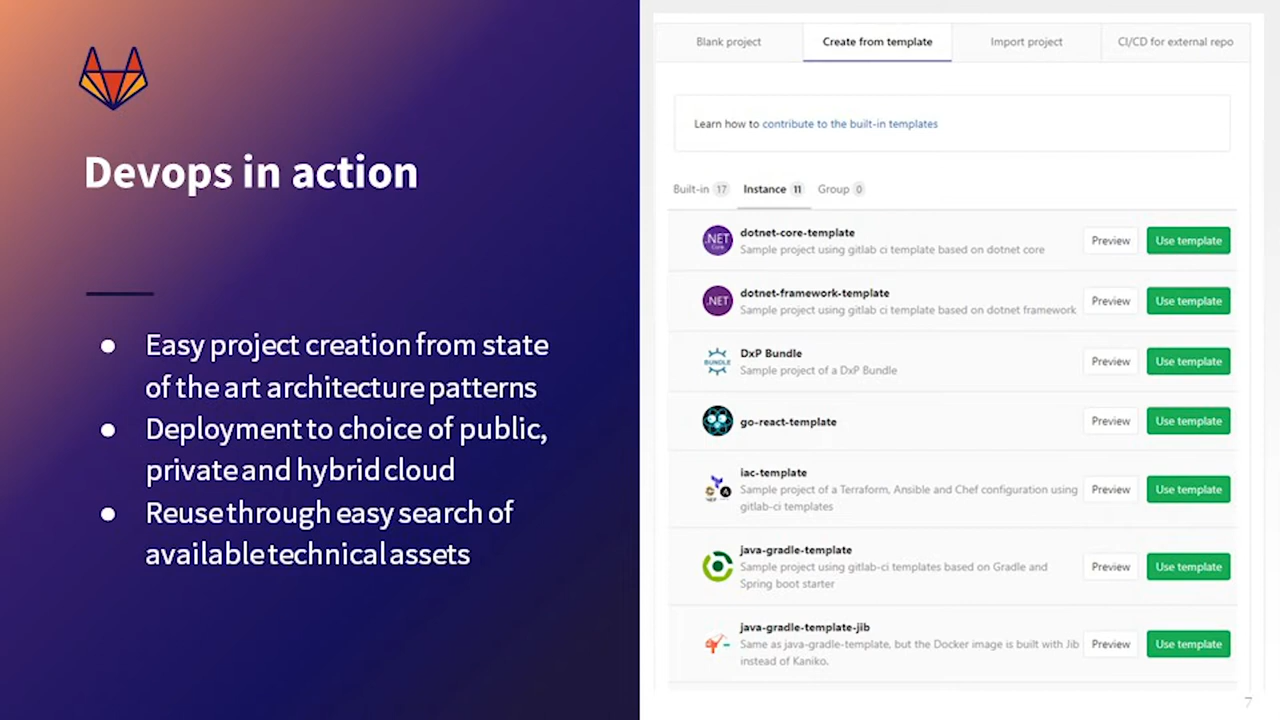 Devops in action
● Easy project creation from state
of the art architecture patterns
● Deployment to choice of public,
private and hybrid cloud
● Reuse through easy search of
available technical assets
Blank project Create from template Import project CI/CD for external repo
Learn how to contribute to the built-in templates
Built-in 17 Instance 11 Group 0
.NET Core
dotnet-core-template
Sample project using gitlab ci template based on dotnet core
Preview Use template
.NET
dotnet-framework-template
Sample project using gitlab ci template based on dotnet framework
Preview Use template
BUNDLE
DxP Bundle
Sample project of a DxP Bundle
Preview Use template
go-react-template
Preview Use template
iac-template
Sample project of a Terraform, Ansible and Chef configuration using
gitlab-ci templates
Preview Use template
java-gradle-template
Sample project using gitlab-ci templates based on Gradle and
Spring boot starter
Preview Use template
java-gradle-template-jib
Same as java-gradle-template, but the Docker image is built with Jib
instead of Kaniko.
Preview Use template
7